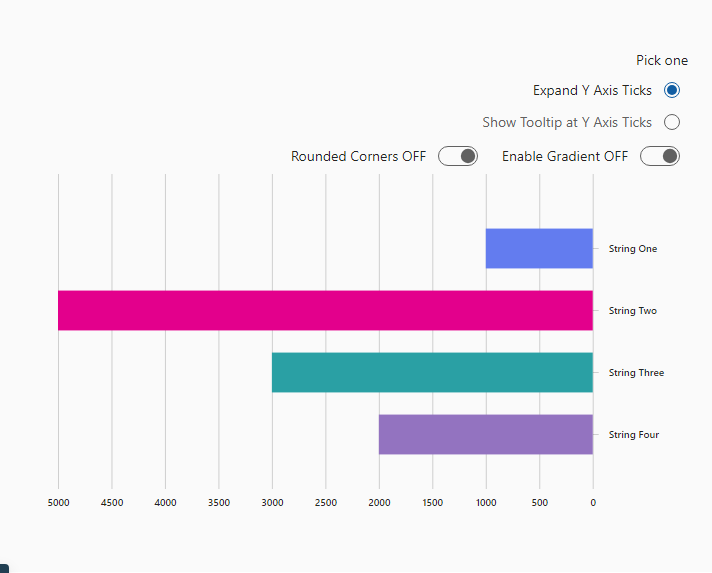 Pick one
Expand Y Axis Ticks
Show Tooltip at Y Axis Ticks
Rounded Corners OFF Enable Gradient OFF
String One
String Two
String Three
String Four
5000 4500 4000 3500 3000 2500 2000 1500 1000 500 0